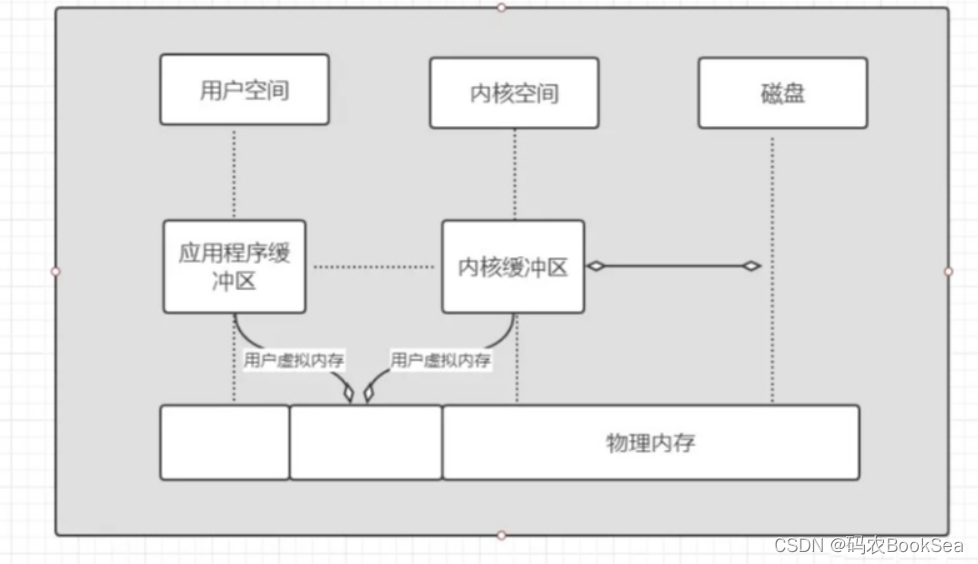 用户空间
内核空间
磁盘
应用程序缓
冲区
内核缓冲区
用户虚拟内存
用户虚拟内存
物理内存
CSDN @码农BookSea